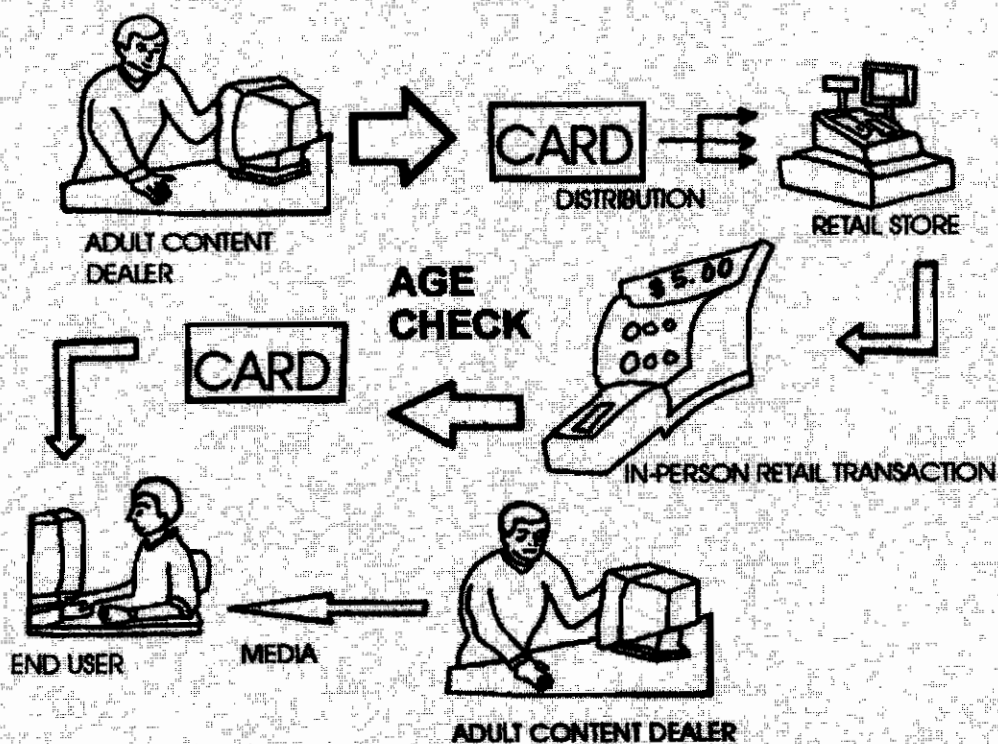 CARD
DISTRIBUTION
RETAIL STORE
ADULT CONTENT
DEALER
AGE
CHECK
$ 5.00
CARD
IN-PERSON RETAIL TRANSACTION
END USER
MEDIA
ADULT CONTENT DEALER